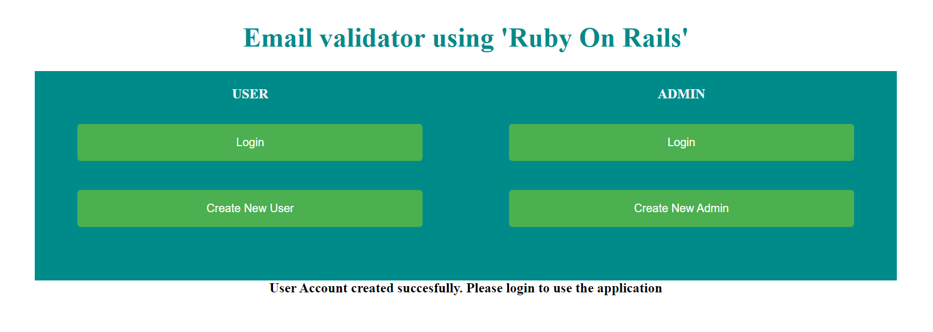 Email validator using 'Ruby On Rails'
USER
ADMIN
Login
Login
Create New User
Create New Admin
User Account created succesfully. Please login to use the application